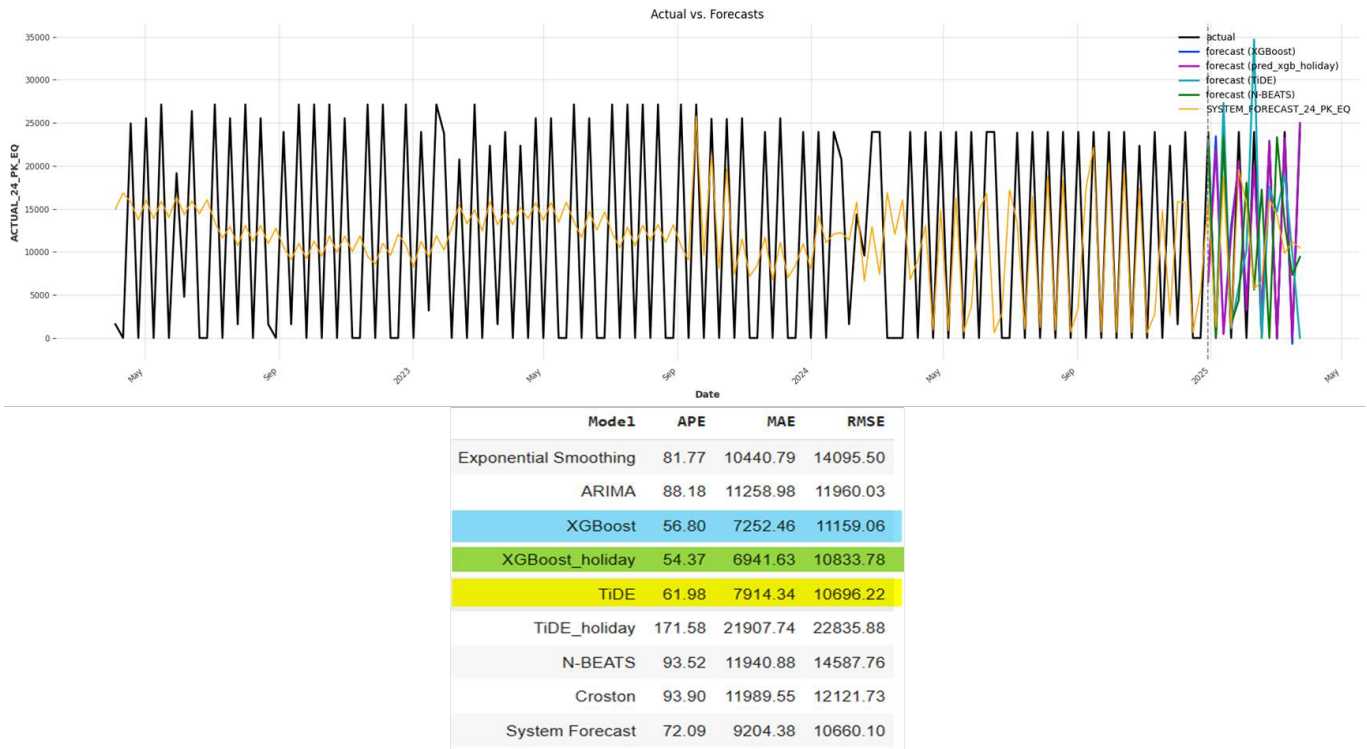 Actual vs. Forecasts
actual
forecast (XGBoost)
forecast (pred_xgb_holiday)
forecast (TiDE)
forecast (N-BEATS)
SYSTEM_FORECAST_24_PK_EQ
ACTUAL_24_PK_EQ
35000
30000
25000
20000
15000
10000
5000
0
May
Sep
2023
May
Sep
2024
May
Sep
2025
May
Date
Model APE MAE RMSE
Exponential Smoothing 81.77 10440.79 14095.50
ARIMA 88.18 11258.98 11960.03
XGBoost 56.80 7252.46 11159.06
XGBoost_holiday 54.37 6941.63 10833.78
TiDE 61.98 7914.34 10696.22
TiDE_holiday 171.58 21907.74 22835.88
N-BEATS 93.52 11940.88 14587.76
Croston 93.90 11989.55 12121.73
System Forecast 72.09 9204.38 10660.10